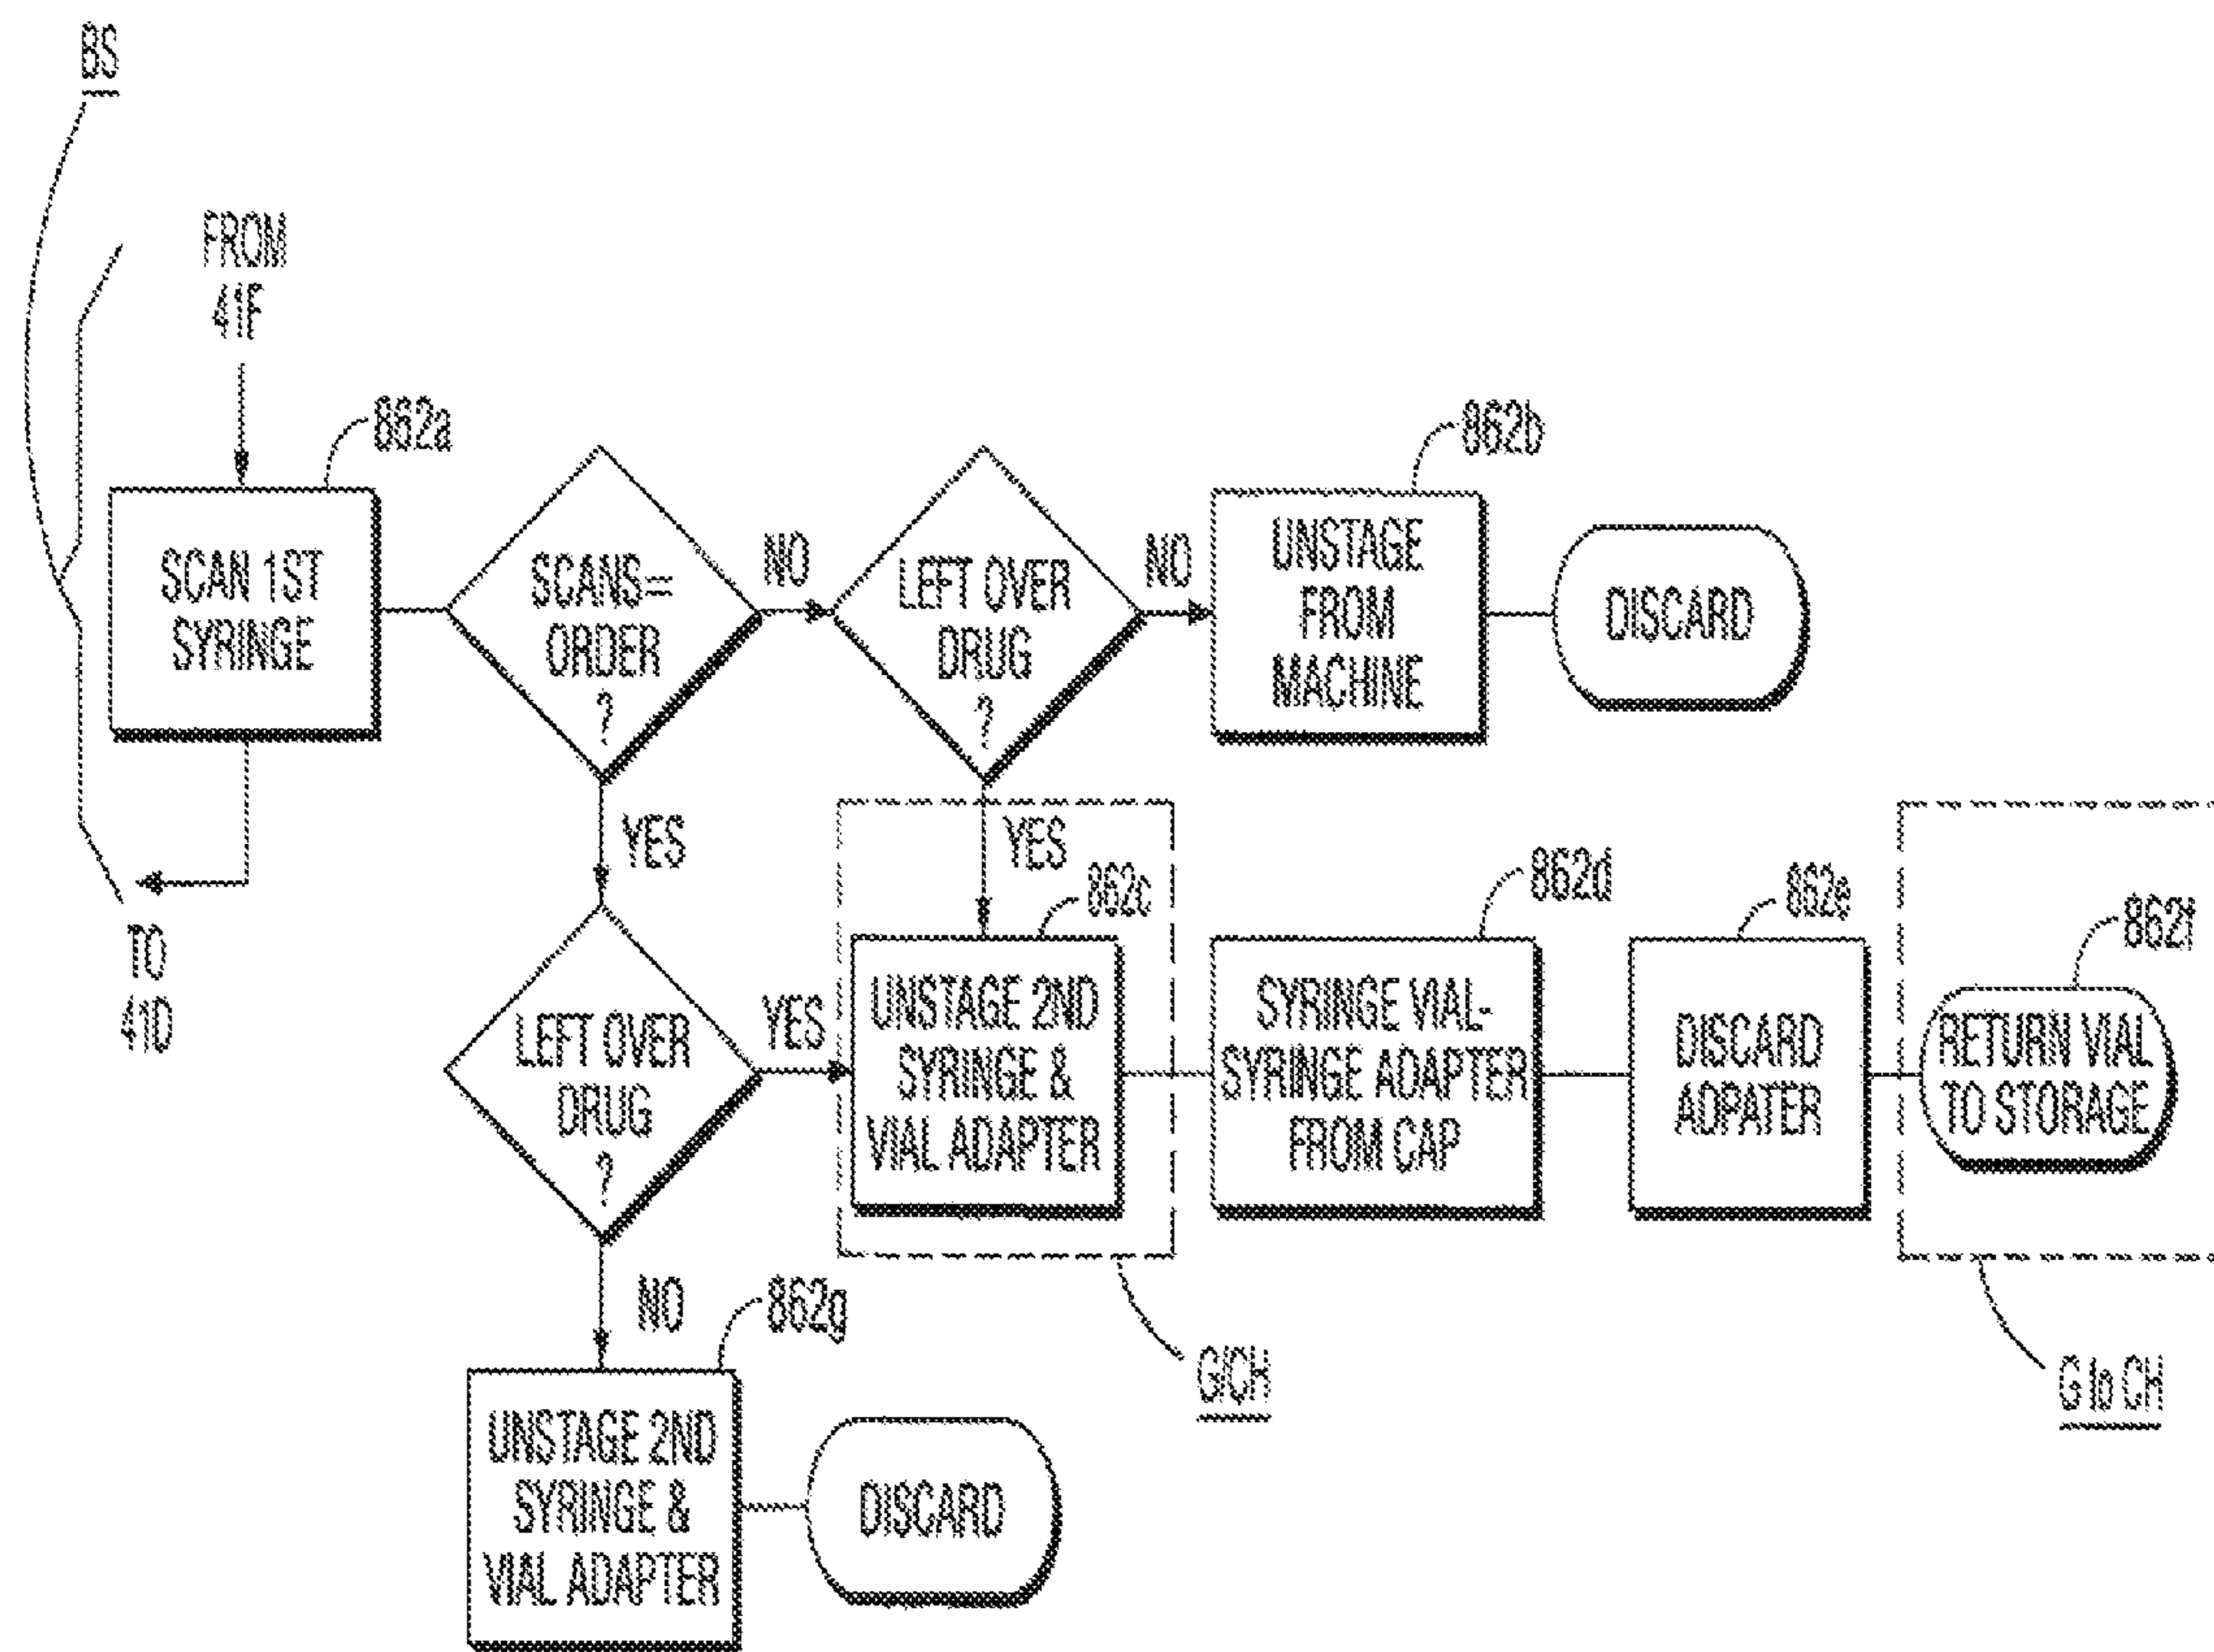 BS
FROM
41F
862a
SCAN 1ST
SYRINGE
TO
41D
SCANS=
ORDER
?
NO
YES
LEFT OVER
DRUG
?
NO
YES
862b
UNSTAGE
FROM
MACHINE
DISCARD
LEFT OVER
DRUG
?
YES
NO
862c
UNSTAGE 2ND
SYRINGE &
VIAL ADAPTER
G/CH
862d
SYRINGE VIAL-
SYRINGE ADAPTER
FROM CAP
862e
DISCARD
ADPATER
862f
RETURN VIAL
TO STORAGE
G to CH
862g
UNSTAGE 2ND
SYRINGE &
VIAL ADAPTER
DISCARD